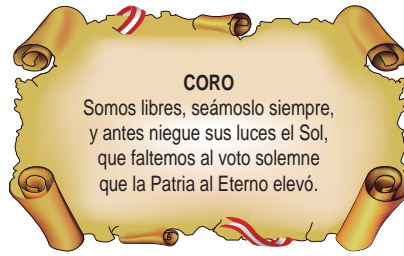 CORO
Somos libres, seámoslo siempre,
y antes niegue sus luces el Sol,
que faltemos al voto solemne
que la Patria al Eterno elevó.